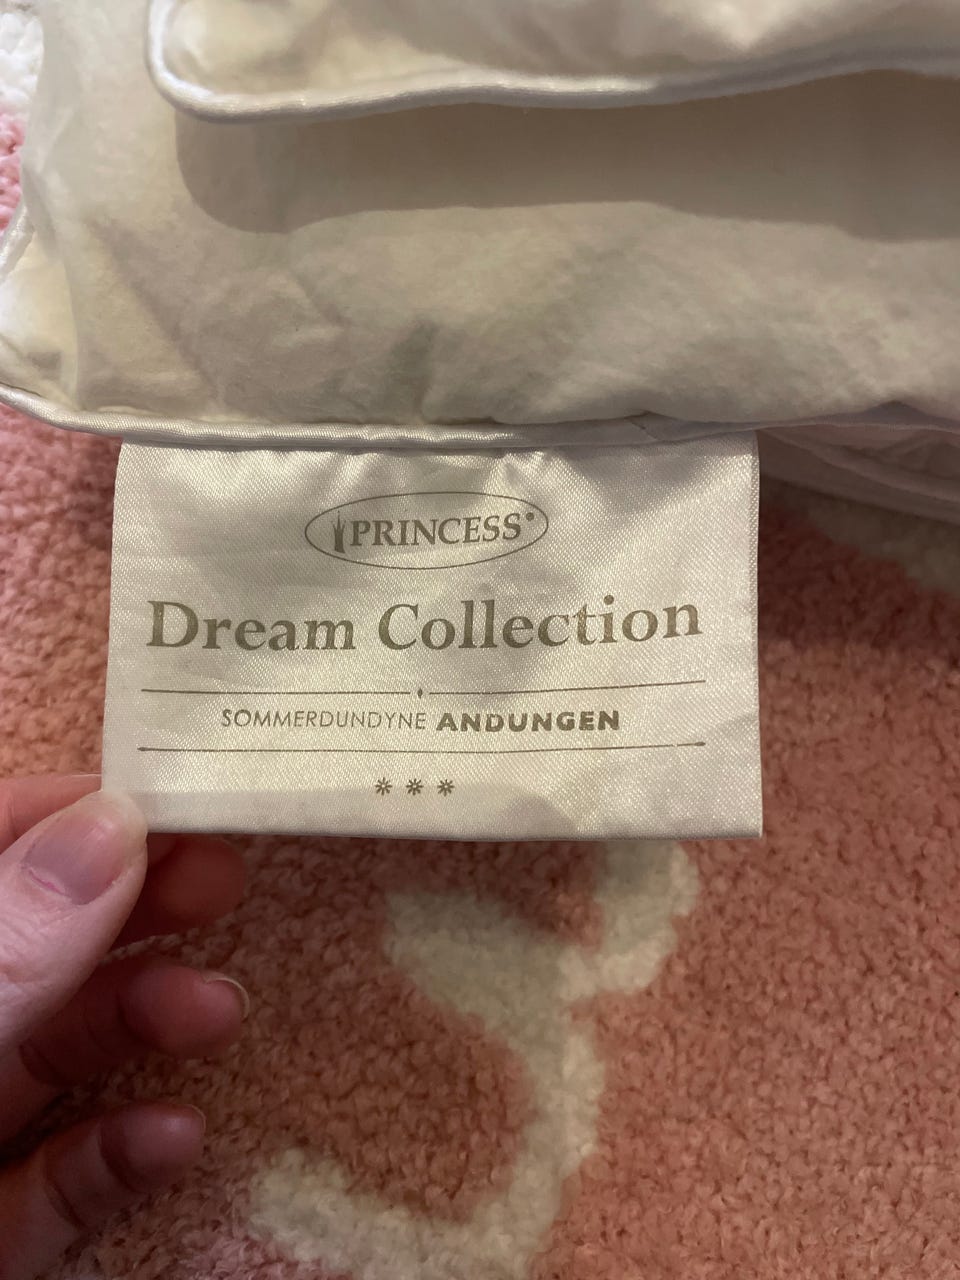 PRINCESS®
Dream Collection
SOMMERDUNDYNE ANDUNGEN
***